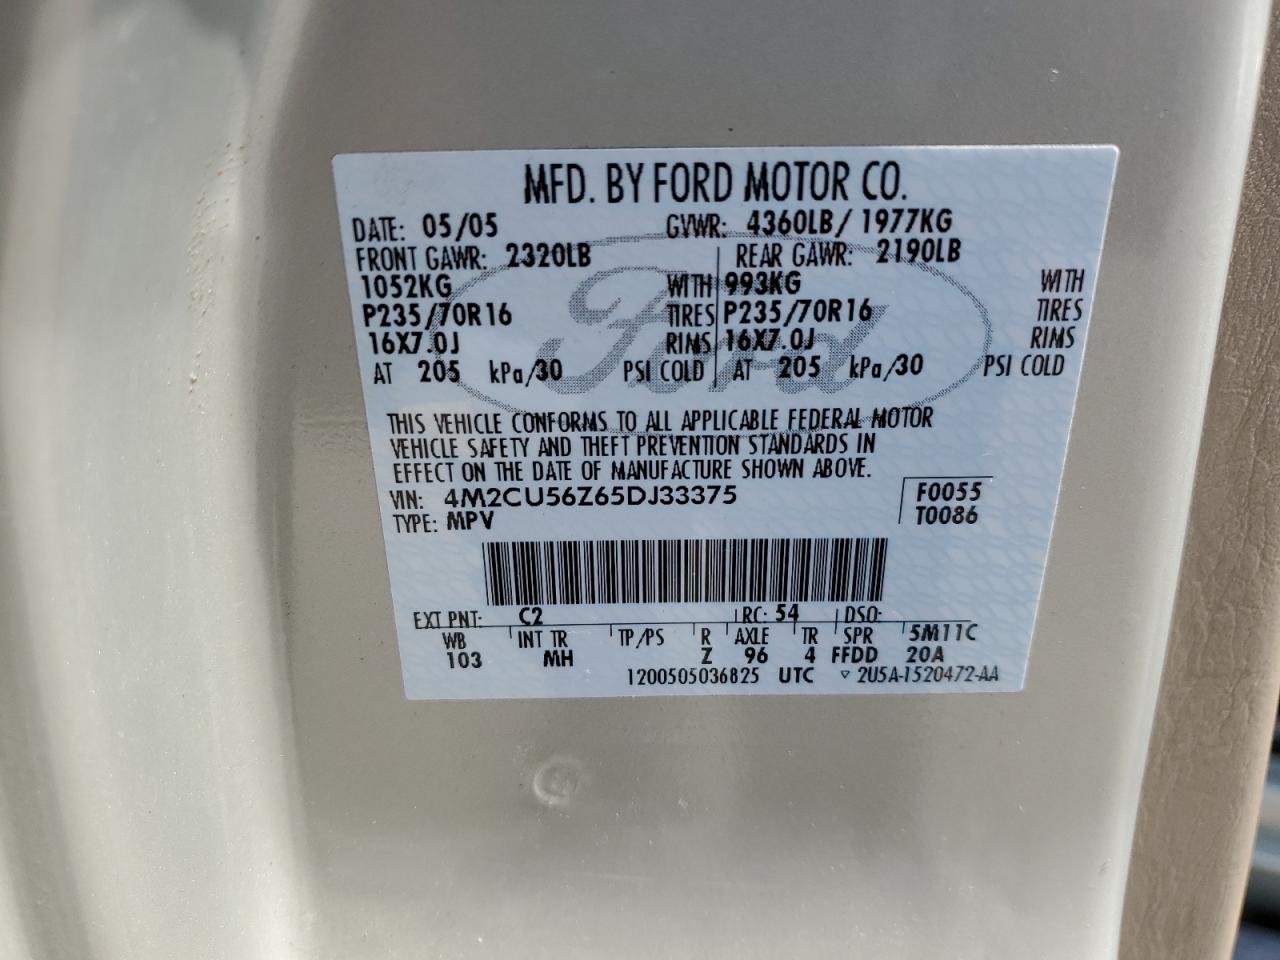 MFD. BY FORD MOTOR CO.
DATE: 05/05 GVWR: 4360LB/ 1977KG
FRONT GAWR: 2320LB REAR GAWR: 2190LB
1052KG WITH 993KG WITH
P235/70R16 TIRES P235/70R16 TIRES
16X7.0J RIMS 16X7.0J RIMS
AT 205 kPa/30 PSI COLD AT 205 kPa/30 PSI COLD
Ford
THIS VEHICLE CONFORMS TO ALL APPLICABLE FEDERAL MOTOR
VEHICLE SAFETY AND THEFT PREVENTION STANDARDS IN
EFFECT ON THE DATE OF MANUFACTURE SHOWN ABOVE.
VIN: 4M2CU56Z65DJ33375 F0055
TYPE: MPV T0086
EXT PNT: C2 RC: 54 DSO:
WB INT TR TP/PS R AXLE TR SPR 5M11C
103 MH Z 96 4 FFDD 20A
1200505036825 UTC ▽ 2U5A-1520472-AA